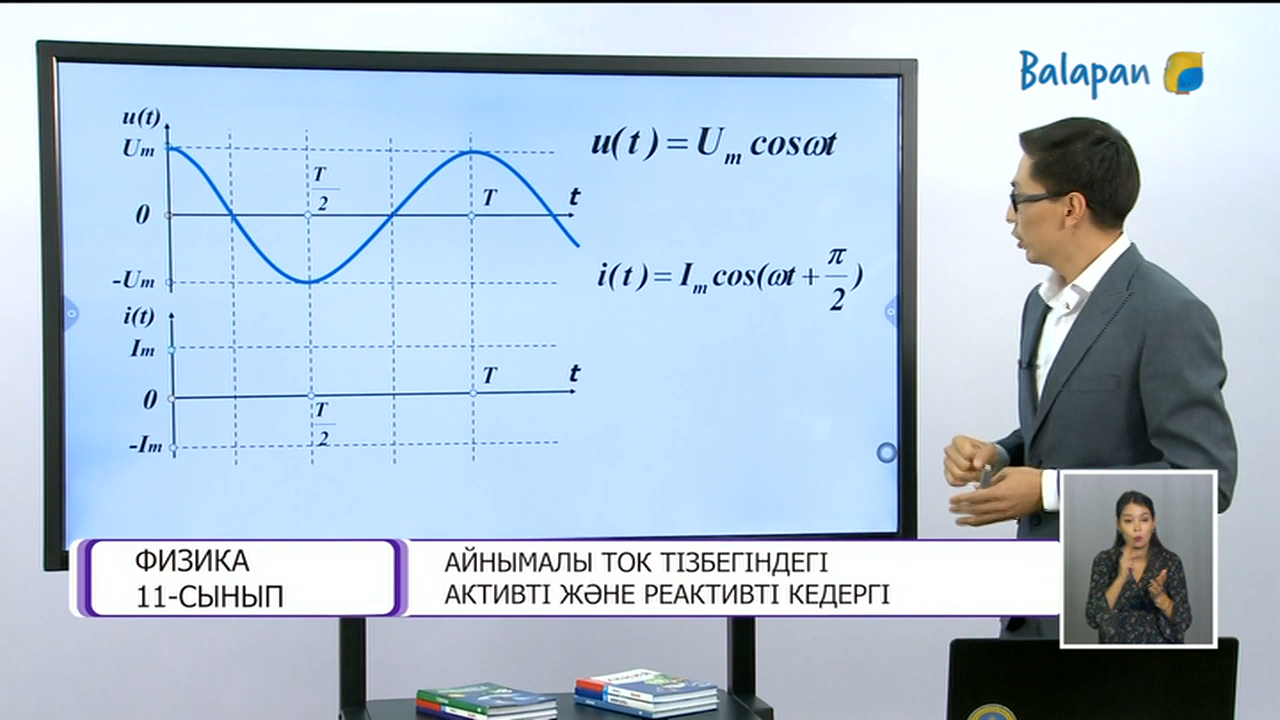 Balapan
u(t)
Um
0
-Um
T
2
T
t
u(t) = Um cosωt
i(t) = Im cos(ωt + π/2)
i(t)
Im
0
-Im
T
2
T
t
ФИЗИКА
11-СЫНЫП
АЙНЫМАЛЫ ТОК ТІЗБЕГІНДЕГІ
АКТИВТІ ЖӘНЕ РЕАКТИВТІ КЕДЕРГІ